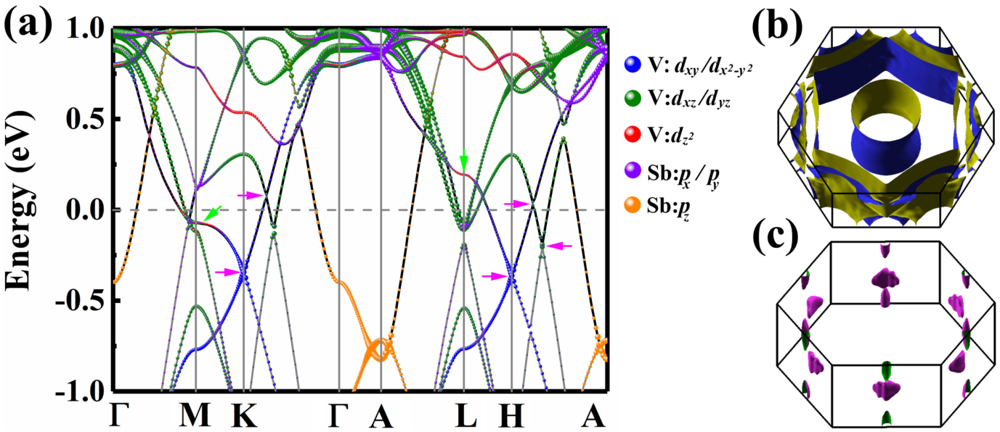 (a)
Energy (eV)
1.0
0.5
0.0
-0.5
-1.0
Γ M K Γ A L H A
V: dxy/dx²-y²
V:dxz/dyz
V:dz²
Sb:px/py
Sb:pz
(b)
(c)